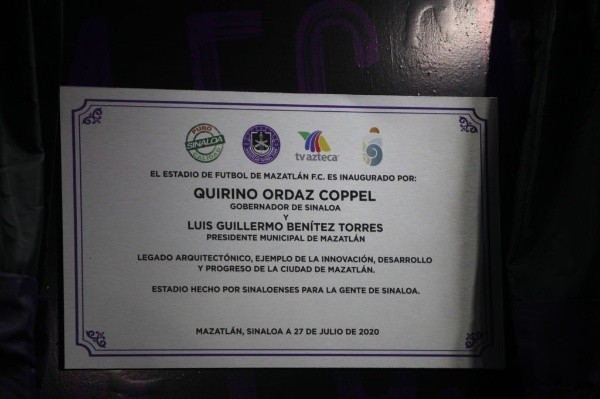 PURO
SINALOA
CALIDAD
tv azteca
EL ESTADIO DE FUTBOL DE MAZATLÁN F.C. ES INAUGURADO POR:
QUIRINO ORDAZ COPPEL
GOBERNADOR DE SINALOA
Y
LUIS GUILLERMO BENÍTEZ TORRES
PRESIDENTE MUNICIPAL DE MAZATLÁN
LEGADO ARQUITECTÓNICO, EJEMPLO DE LA INNOVACIÓN, DESARROLLO
Y PROGRESO DE LA CIUDAD DE MAZATLÁN.
ESTADIO HECHO POR SINALOENSES PARA LA GENTE DE SINALOA.
MAZATLÁN, SINALOA A 27 DE JULIO DE 2020